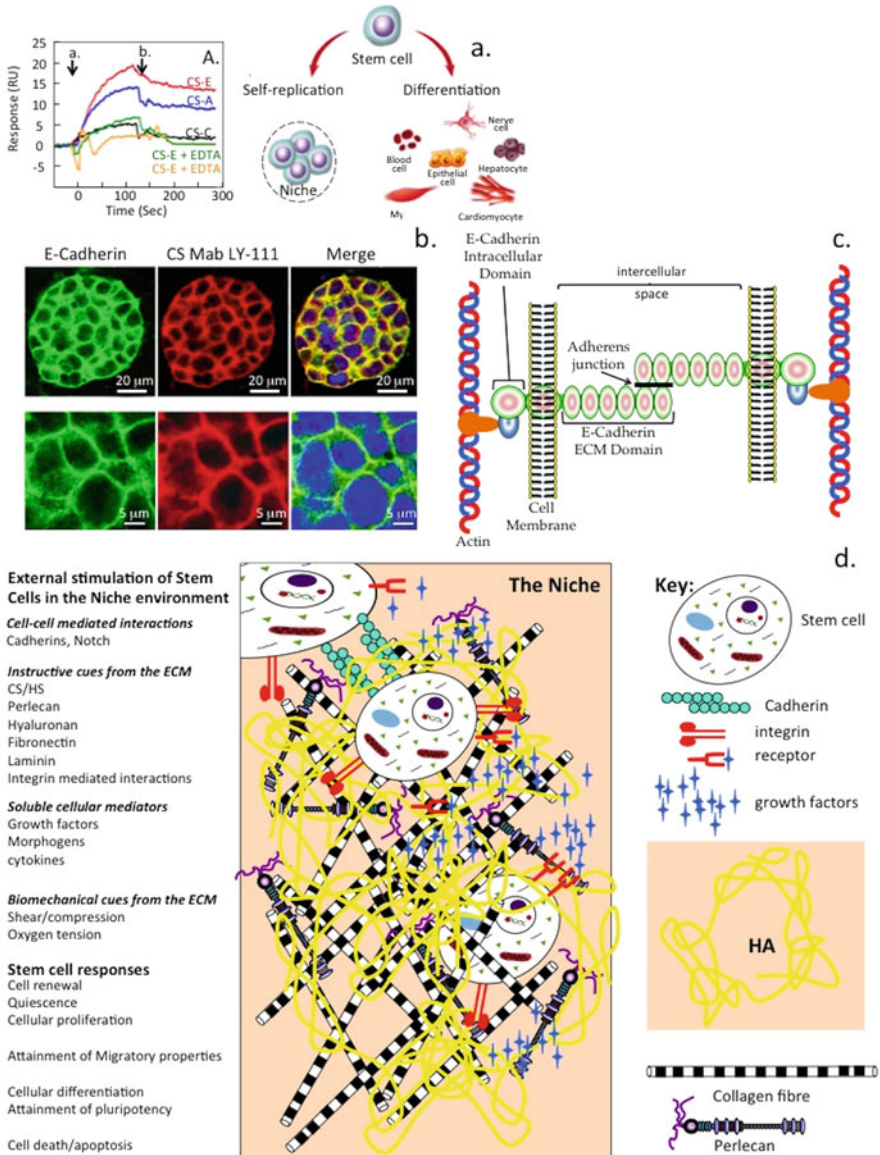 A.
a.
b.
25
20
15
10
5
0
-5
Response (RU)
CS-E
CS-A
CS-C
CS-E + EDTA
CS-E + EDTA
0
100
200
300
Time (Sec)
a.
Stem cell
Self-replication
Differentiation
Niche
Nerve cell
Blood cell
Epithelial cell
Hepatocyte
My
Cardiomyocyte
b.
E-Cadherin
CS Mab LY-111
Merge
20 μm
20 μm
20 μm
5 μm
5 μm
5 μm
c.
E-Cadherin
Intracellular
Domain
intercellular
space
Adherens
junction
E-Cadherin
ECM Domain
Cell
Membrane
Actin
d.
External stimulation of Stem
Cells in the Niche environment
Cell-cell mediated interactions
Cadherins, Notch
Instructive cues from the ECM
CS/HS
Perlecan
Hyaluronan
Fibronectin
Laminin
Integrin mediated interactions
Soluble cellular mediators
Growth factors
Morphogens
cytokines
Biomechanical cues from the ECM
Shear/compression
Oxygen tension
Stem cell responses
Cell renewal
Quiescence
Cellular proliferation
Attainment of Migratory properties
Cellular differentiation
Attainment of pluripotency
Cell death/apoptosis
The Niche
Key:
Stem cell
Cadherin
integrin
receptor
growth factors
HA
Collagen fibre
Perlecan